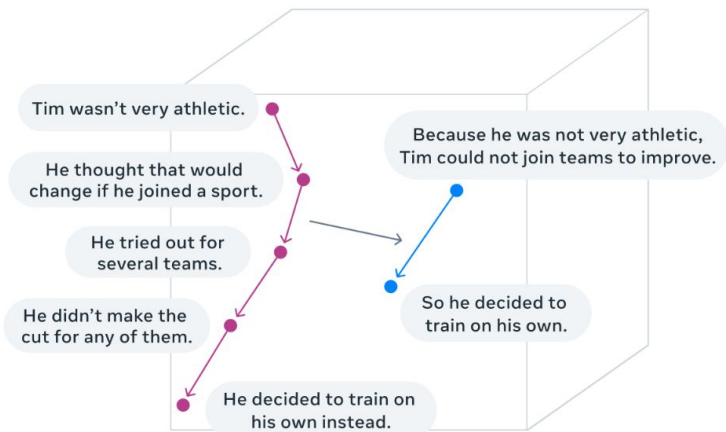 Tim wasn’t very athletic.
He thought that would
change if he joined a sport.
He tried out for
several teams.
He didn’t make the
cut for any of them.
He decided to train on
his own instead.
Because he was not very athletic,
Tim could not join teams to improve.
So he decided to
train on his own.